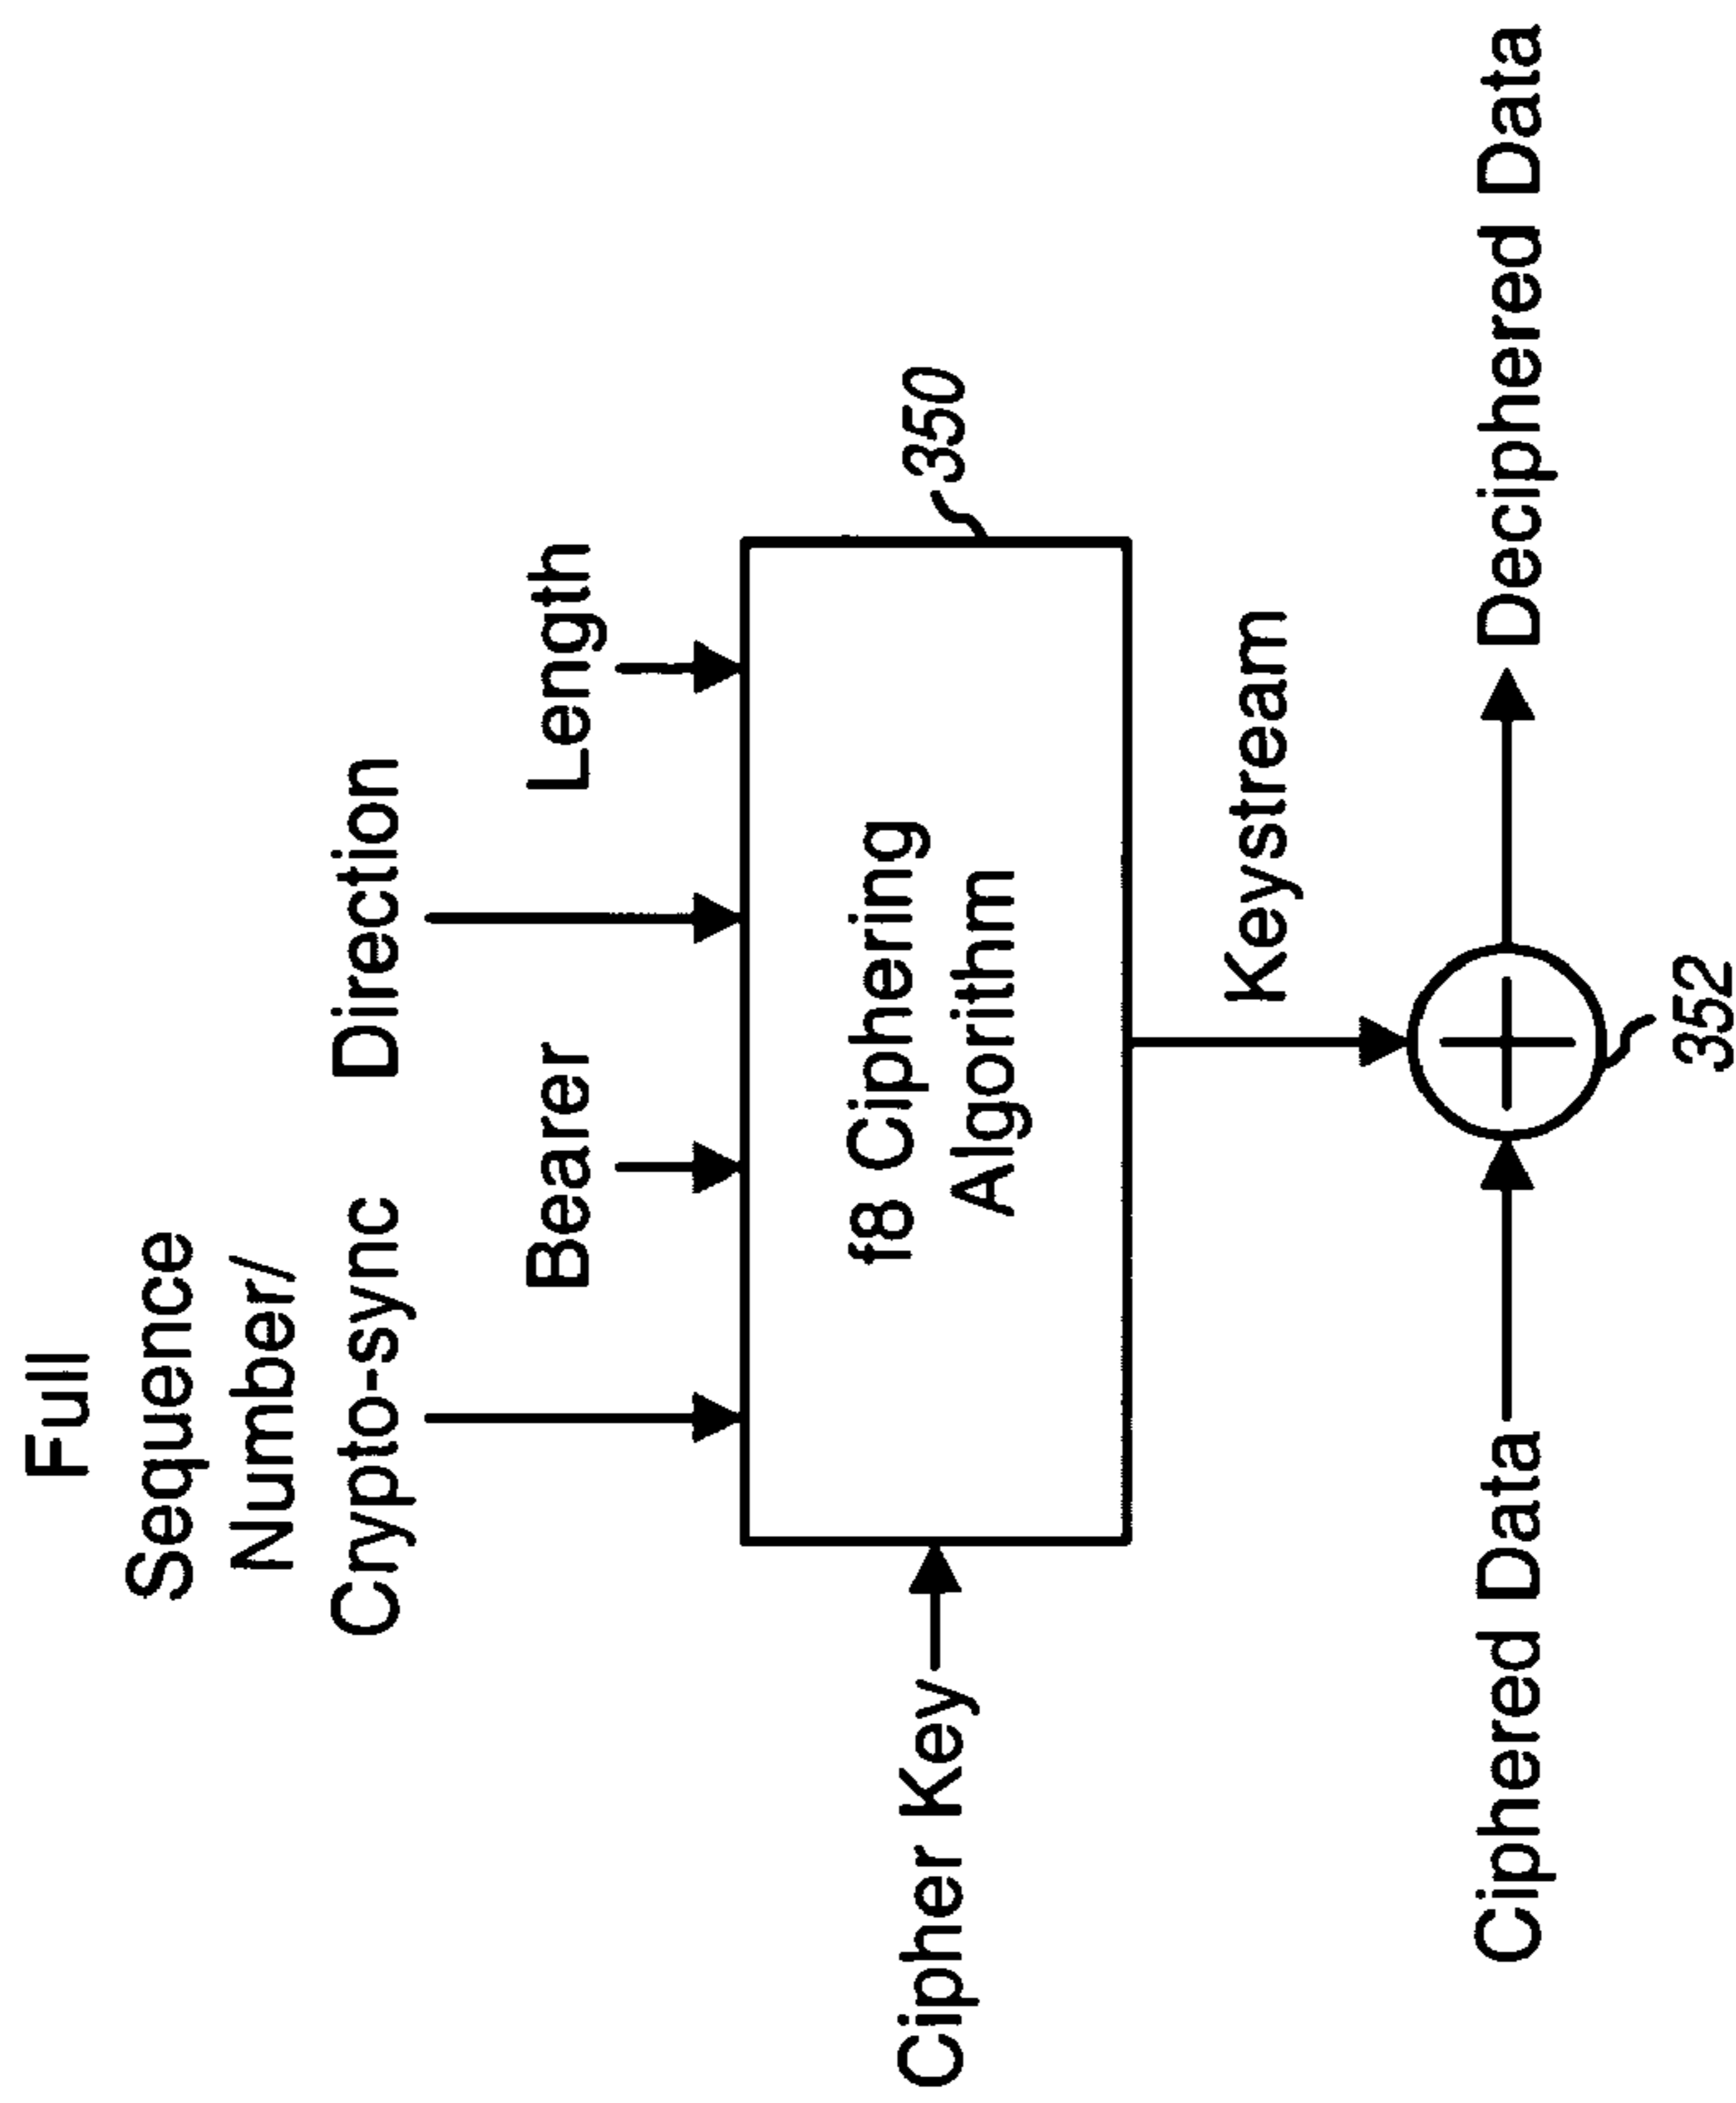 Full
Sequence
Number/
Crypto-sync
Direction
Bearer
Length
350
Cipher Key
f8 Ciphering
Algorithm
Keystream
Ciphered Data
Deciphered Data
352